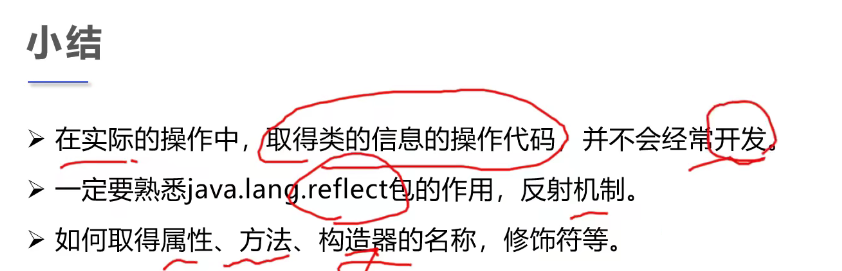 小结
➢ 在实际的操作中，取得类的信息的操作代码，并不会经常开发。
➢ 一定要熟悉java.lang.reflect包的作用，反射机制。
➢ 如何取得属性、方法、构造器的名称，修饰符等。